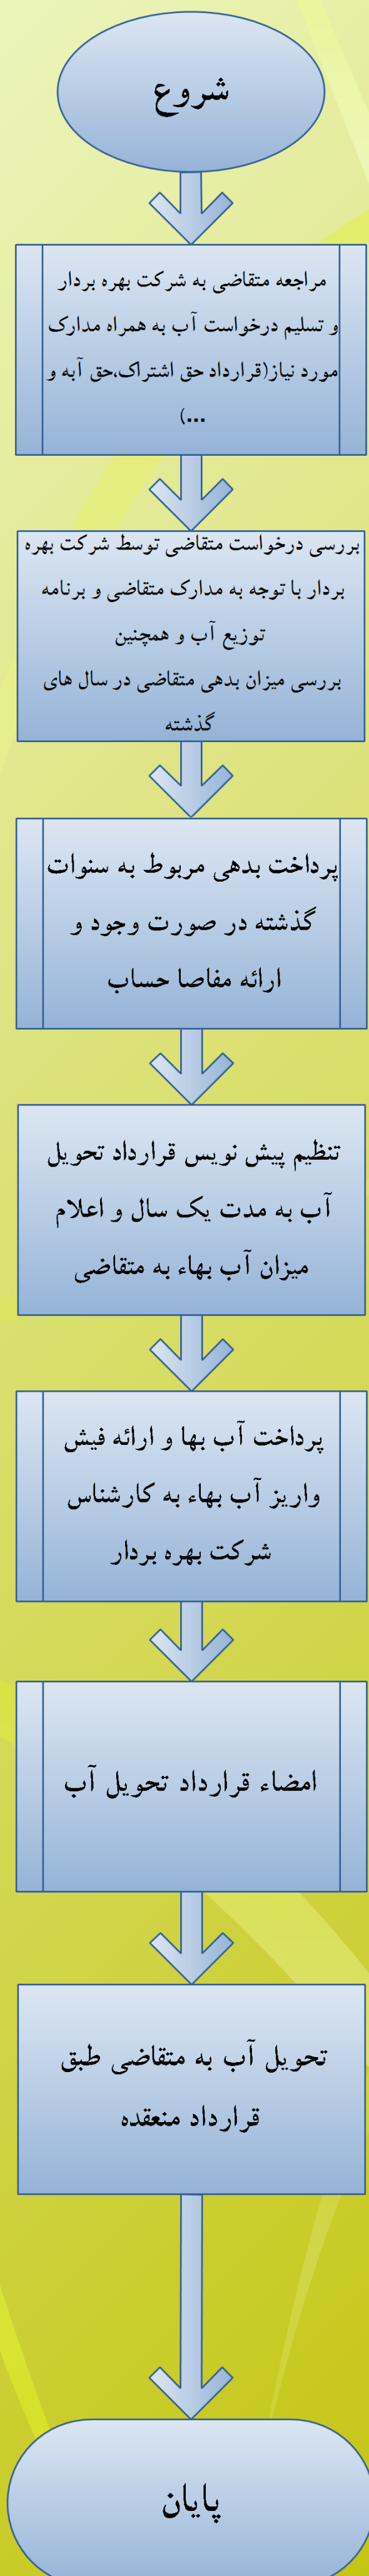 شروع
مراجعه متقاضی به شرکت بهره بردار
و تسلیم درخواست آب به همراه مدارک
مورد نیاز(قرارداد حق اشتراک،حق آبه و
...)
بررسی درخواست متقاضی توسط شرکت بهره
بردار با توجه به مدارک متقاضی و برنامه
توزیع آب و همچنین
بررسی میزان بدهی متقاضی در سال های
گذشته
پرداخت بدهی مربوط به سنوات
گذشته در صورت وجود و
ارائه مفاصا حساب
تنظیم پیش نویس قرارداد تحویل
آب به مدت یک سال و اعلام
میزان آب بهاء به متقاضی
پرداخت آب بها و ارائه فیش
واریز آب بهاء به کارشناس
شرکت بهره بردار
امضاء قرارداد تحویل آب
تحویل آب به متقاضی طبق
قرارداد منعقده
پایان